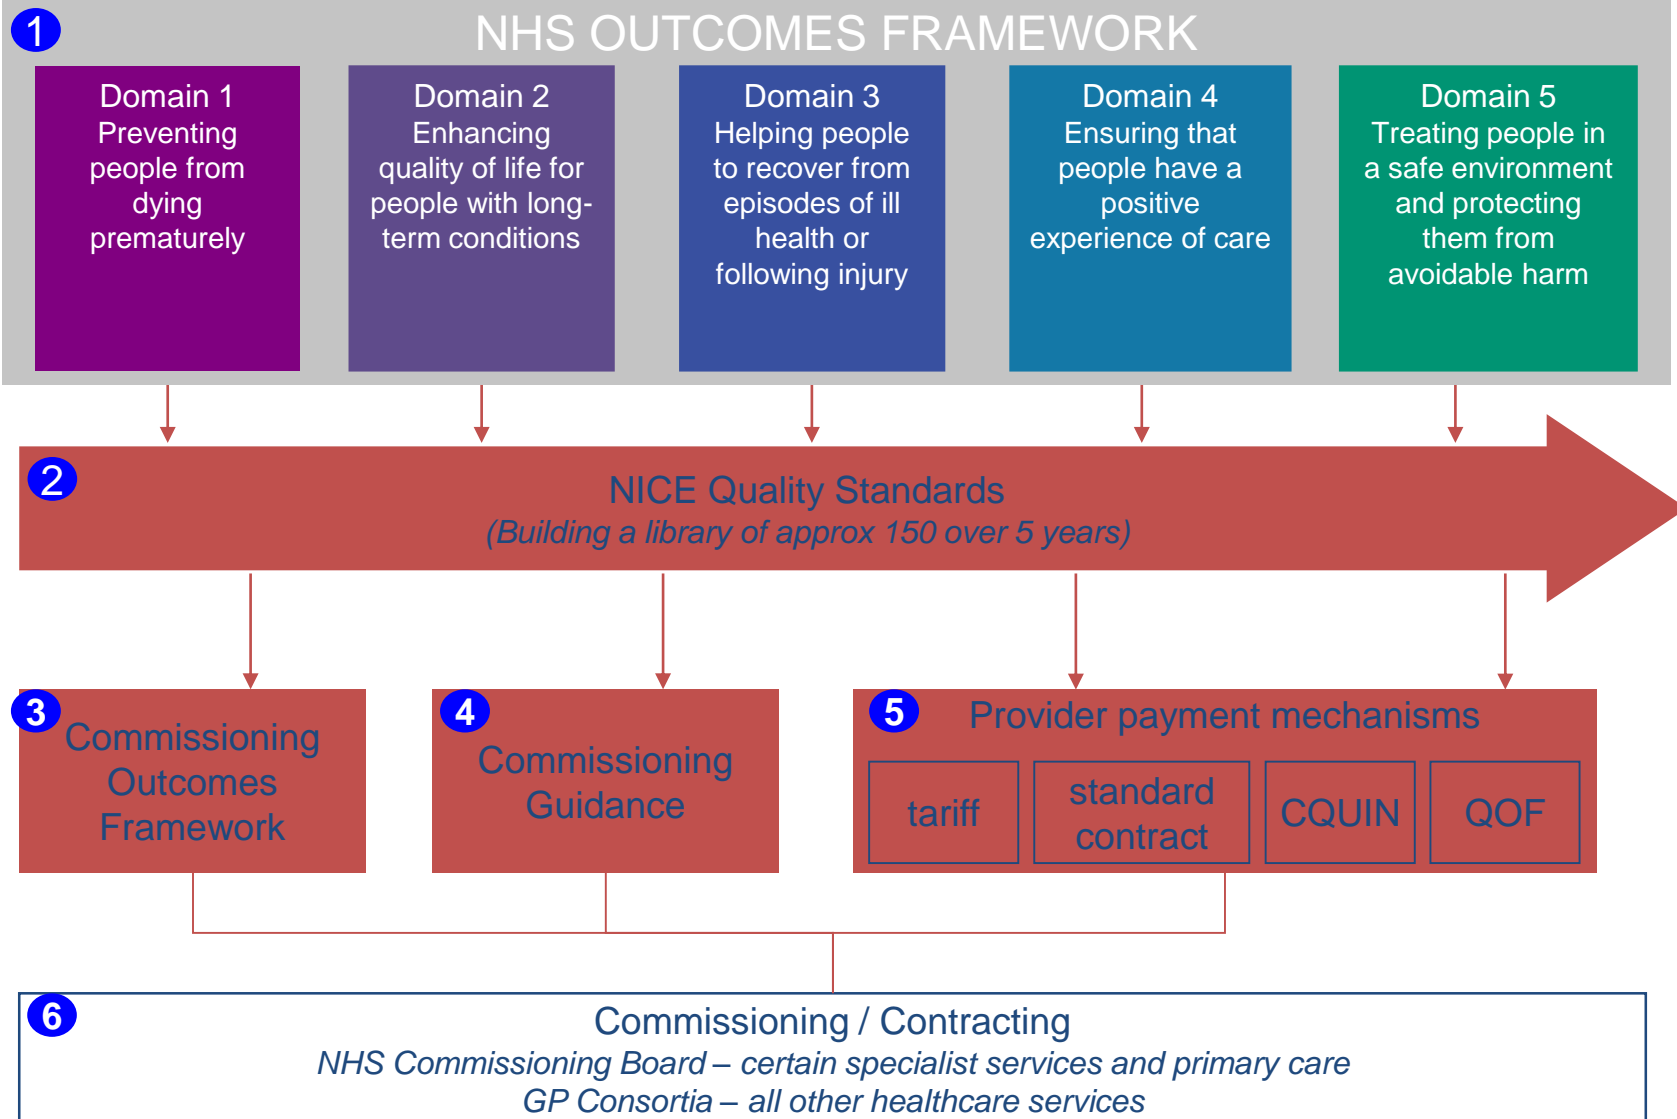 1
NHS OUTCOMES FRAMEWORK
Domain 1
Preventing
people from
dying
prematurely
Domain 2
Enhancing
quality of life for
people with long-
term conditions
Domain 3
Helping people
to recover from
episodes of ill
health or
following injury
Domain 4
Ensuring that
people have a
positive
experience of care
Domain 5
Treating people in
a safe environment
and protecting
them from
avoidable harm
2
NICE Quality Standards
(Building a library of approx 150 over 5 years)
3
Commissioning
Outcomes
Framework
4
Commissioning
Guidance
5
Provider payment mechanisms
tariff
standard
contract
CQUIN
QOF
6
Commissioning / Contracting
NHS Commissioning Board – certain specialist services and primary care
GP Consortia – all other healthcare services